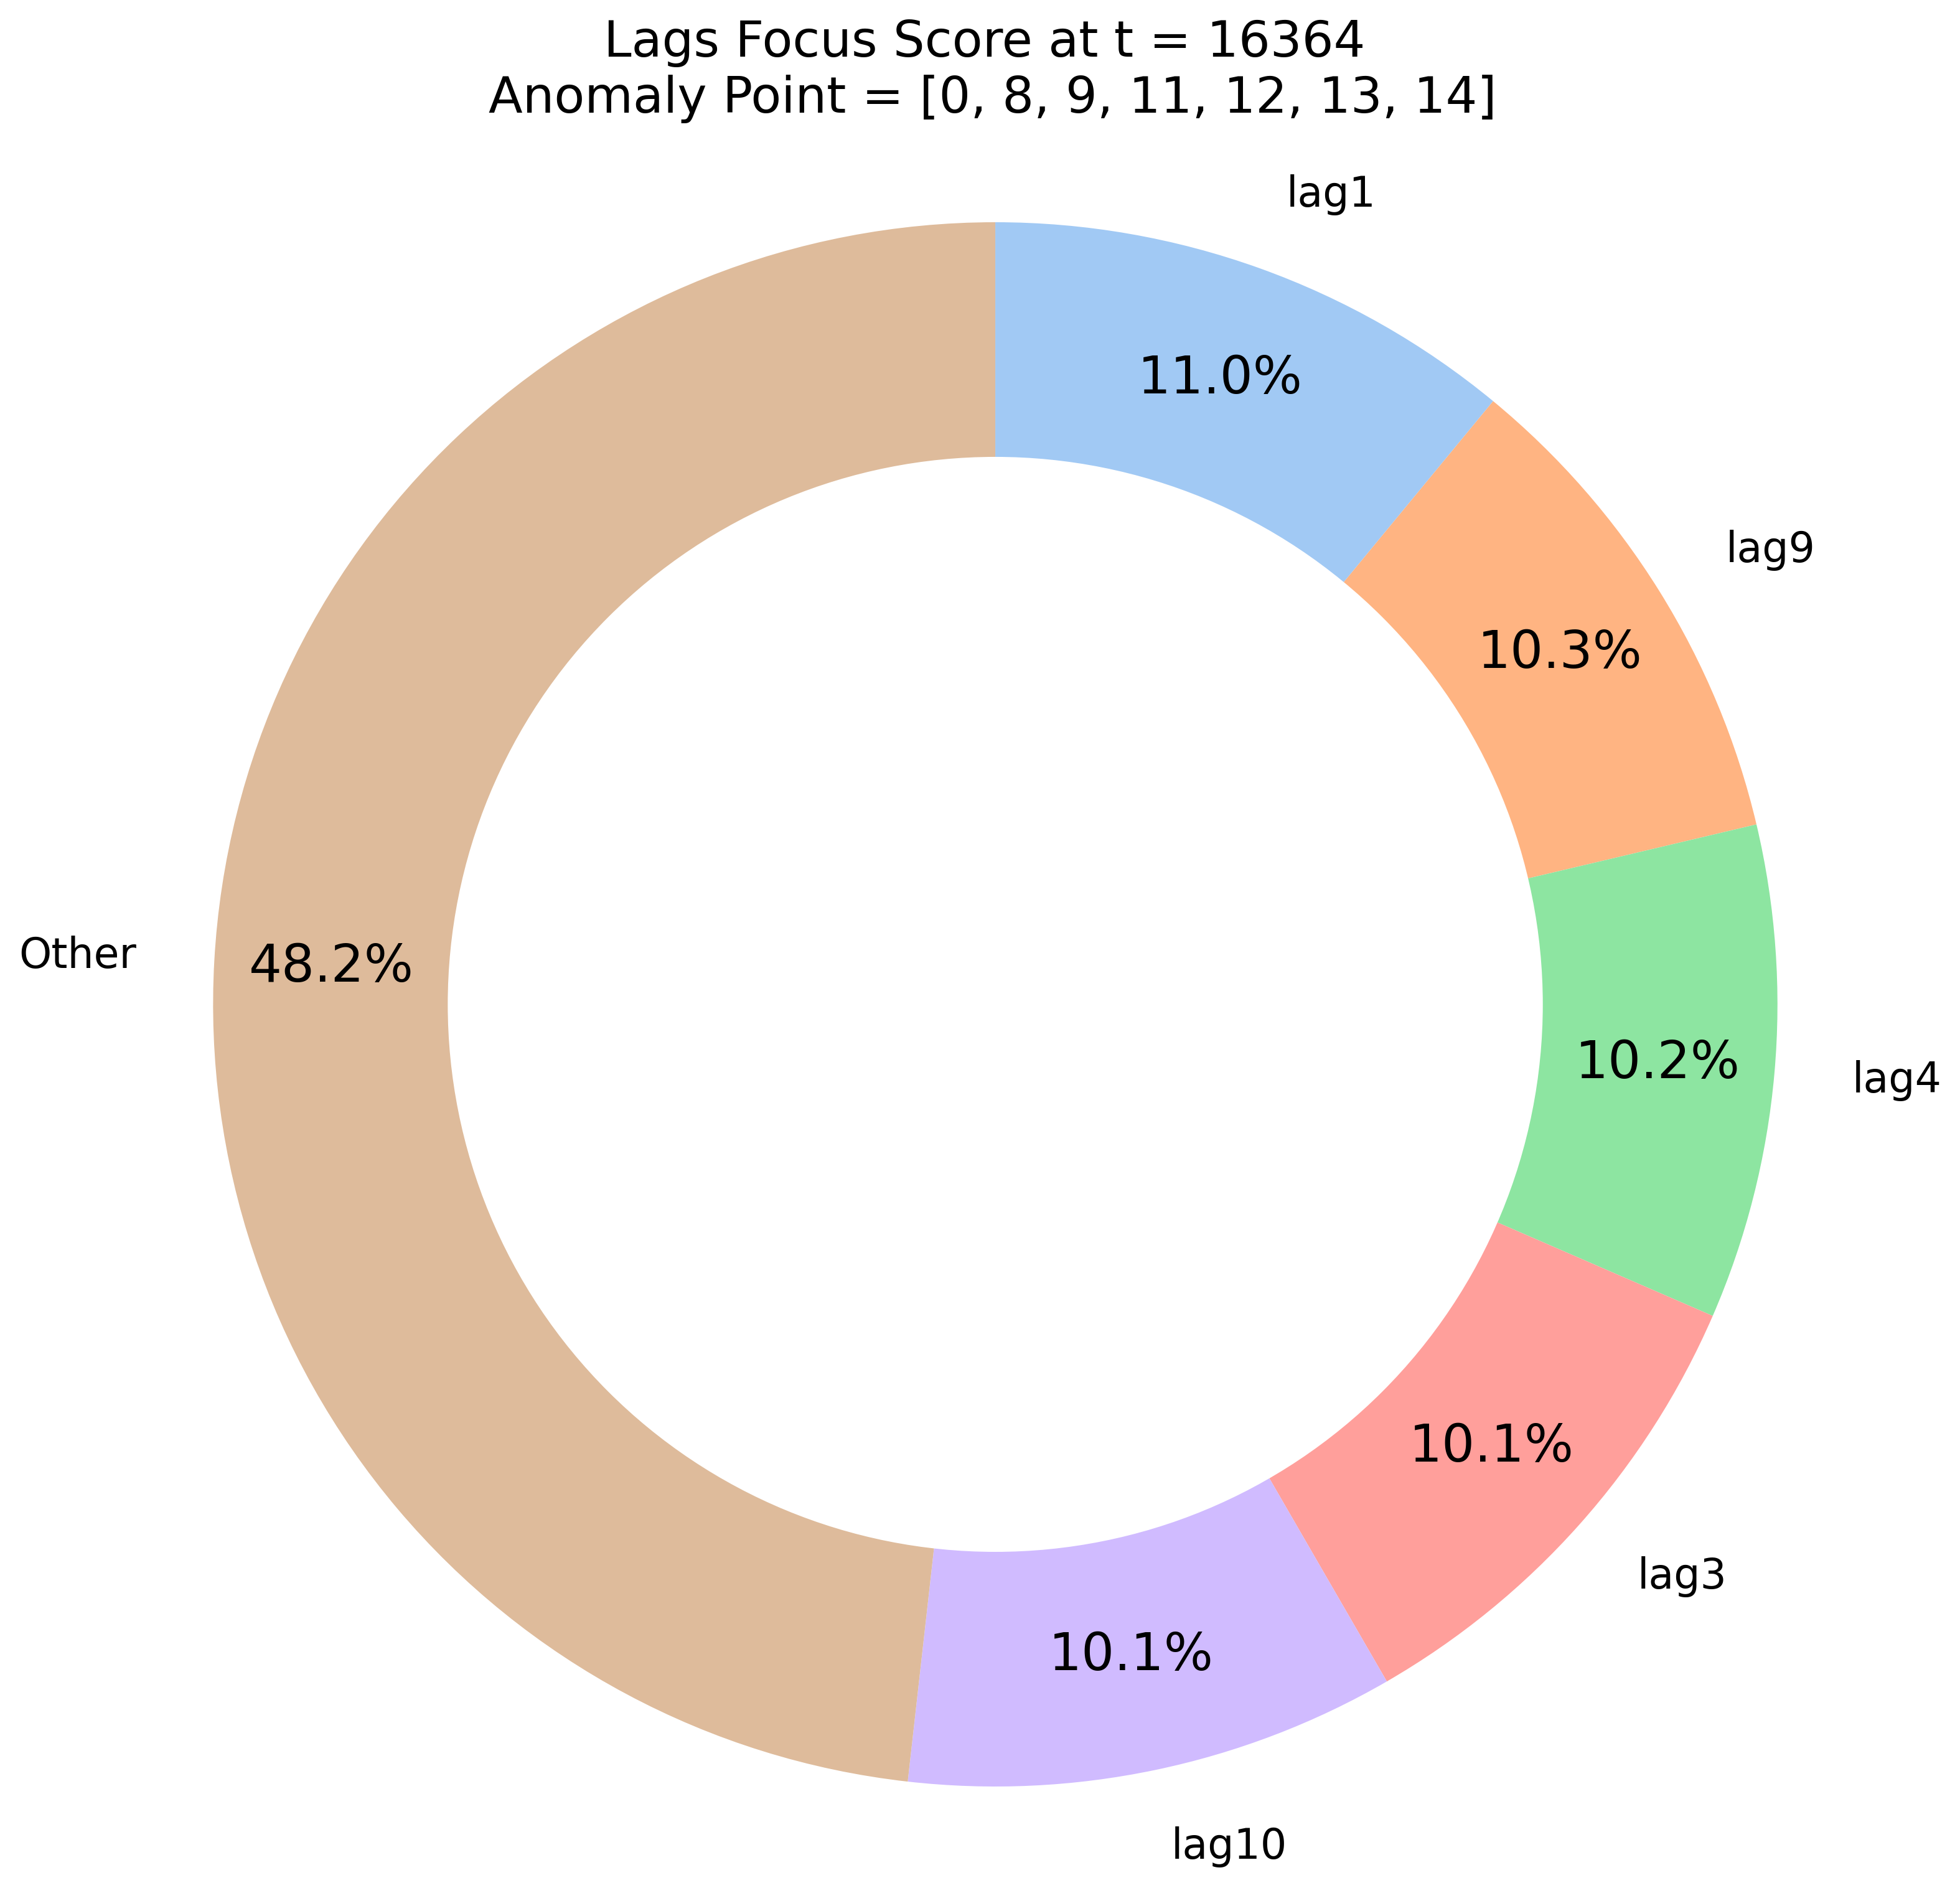 Lags Focus Score at t = 16364
Anomaly Point = [0, 8, 9, 11, 12, 13, 14]
lag1
11.0%
lag9
10.3%
Other
48.2%
10.2%
lag4
10.1%
lag3
10.1%
lag10